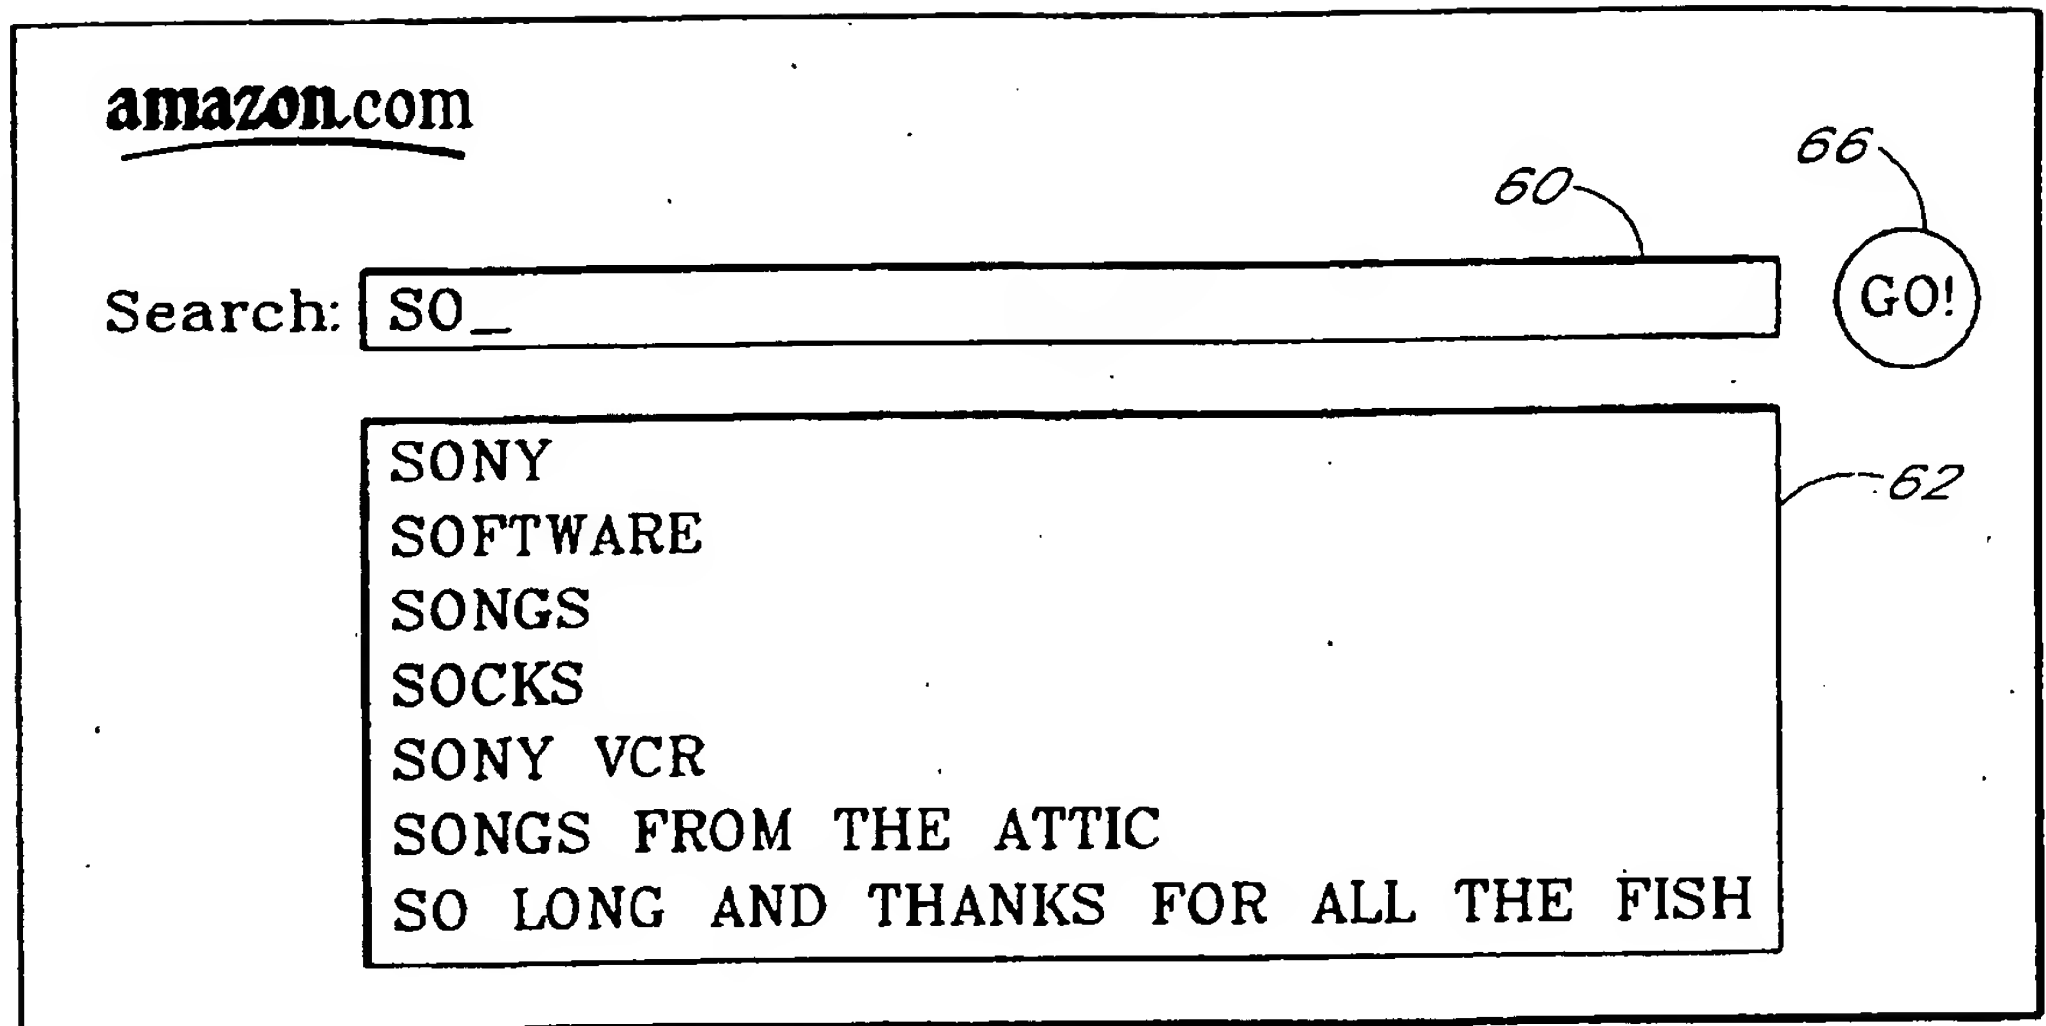 amazon.com
66
60
Search: SO_
GO!
SONY
62
SOFTWARE
SONGS
SOCKS
SONY VCR
SONGS FROM THE ATTIC
SO LONG AND THANKS FOR ALL THE FISH